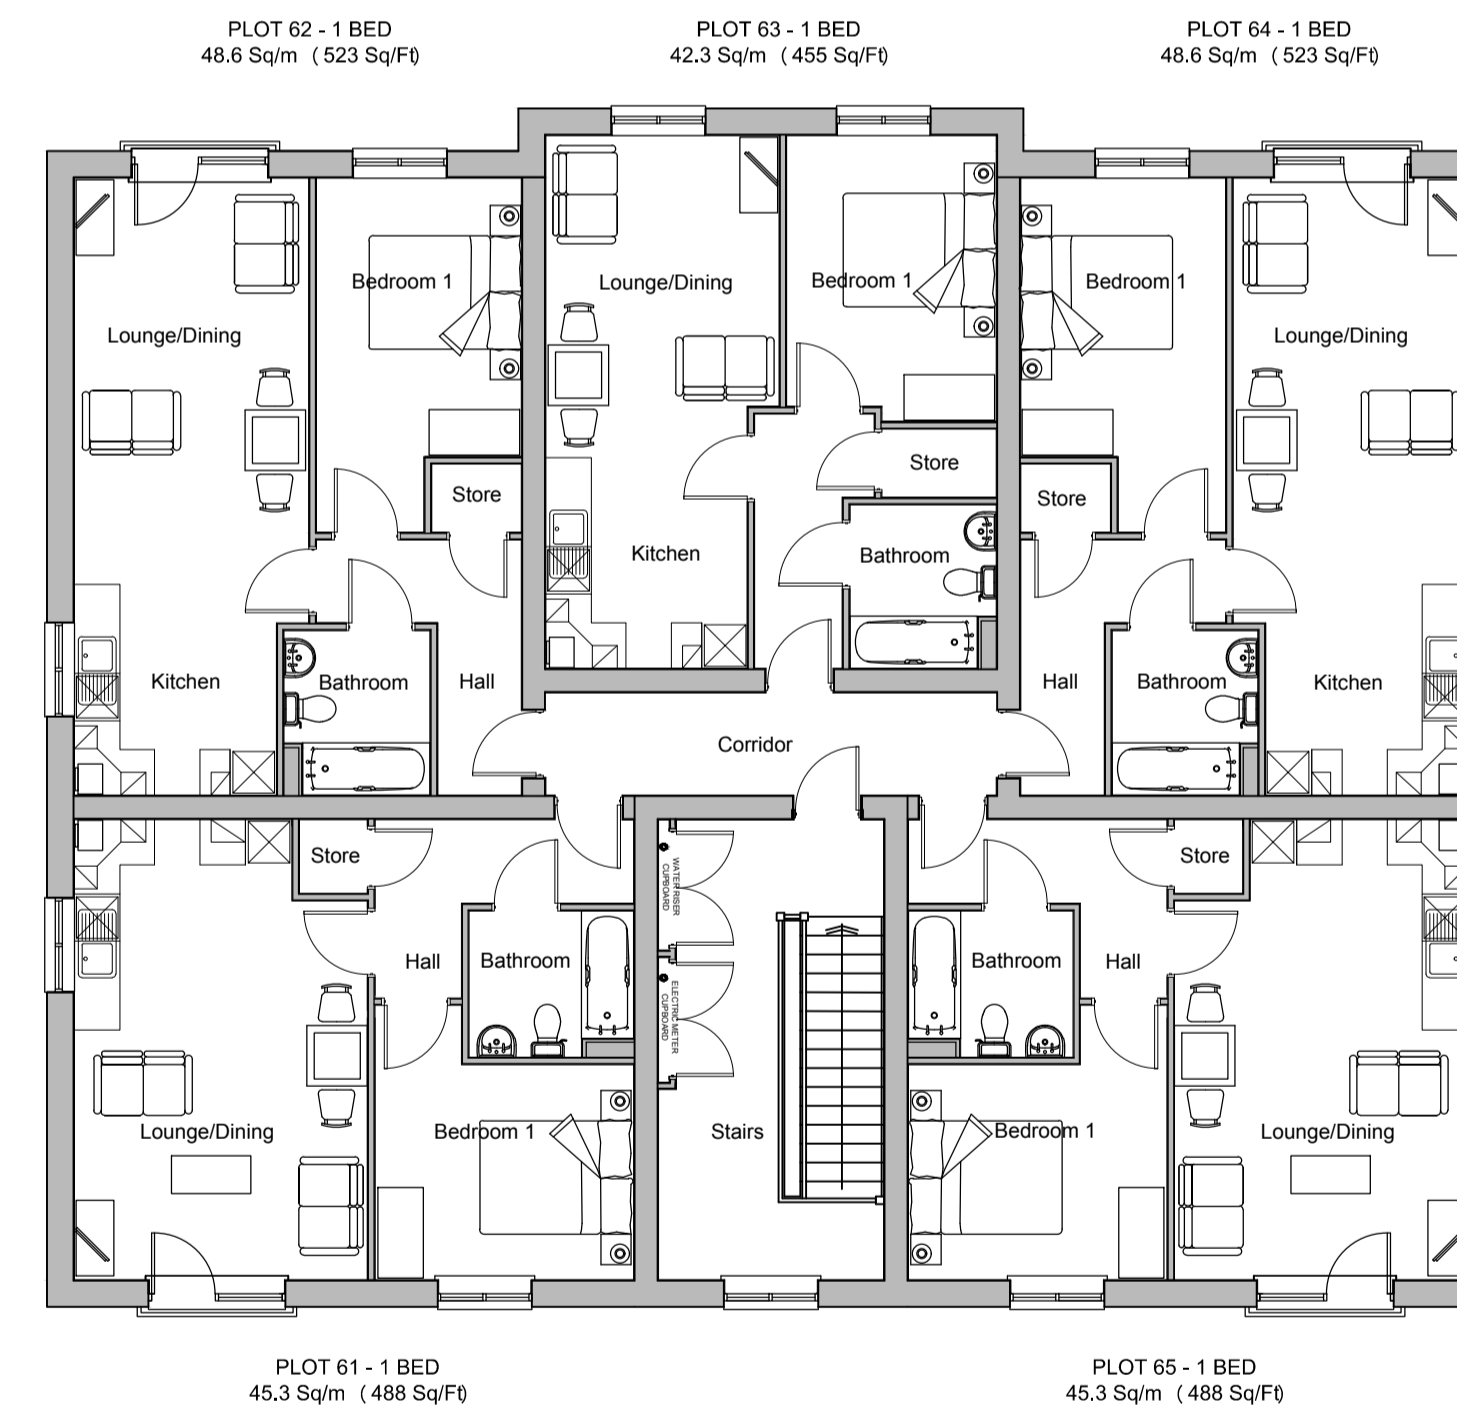 PLOT 62 - 1 BED
48.6 Sq/m ( 523 Sq/Ft)
PLOT 63 - 1 BED
42.3 Sq/m ( 455 Sq/Ft)
PLOT 64 - 1 BED
48.6 Sq/m ( 523 Sq/Ft)
Bedroom 1
Lounge/Dining
Bedroom 1
Bedroom 1
Lounge/Dining
Lounge/Dining
Store
Store
Store
Kitchen
Bathroom
Kitchen
Bathroom
Hall
Hall
Bathroom
Kitchen
Corridor
Store
WATER RISER
CUPBOARD
Store
Hall
Bathroom
Bathroom
Hall
ELECTRIC METER
CUPBOARD
Lounge/Dining
Bedroom 1
Stairs
Bedroom 1
Lounge/Dining
PLOT 61 - 1 BED
45.3 Sq/m ( 488 Sq/Ft)
PLOT 65 - 1 BED
45.3 Sq/m ( 488 Sq/Ft)